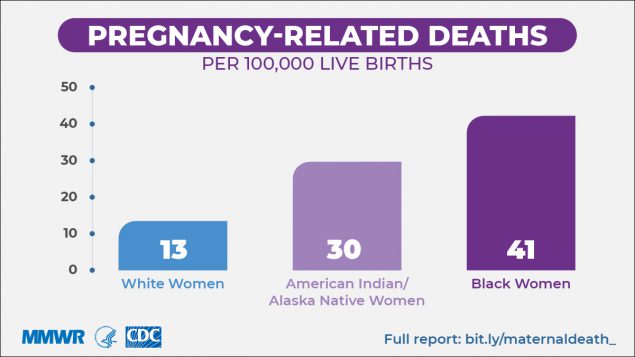 PREGNANCY-RELATED DEATHS
PER 100,000 LIVE BIRTHS
50
40
30
20
10
0
13
30
41
White Women
American Indian/
Alaska Native Women
Black Women
MMWR
CDC
Full report: bit.ly/maternaldeath_